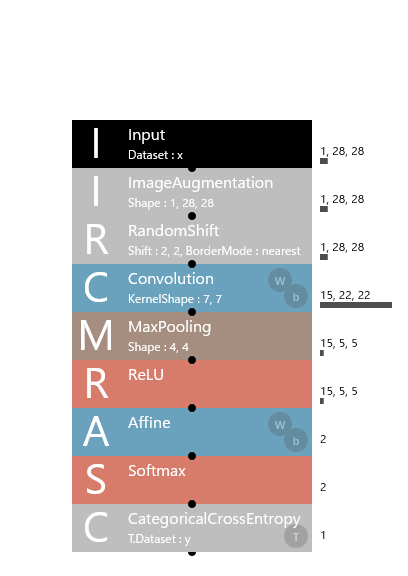 I Input
Dataset : x
1, 28, 28
I ImageAugmentation
Shape : 1, 28, 28
1, 28, 28
R RandomShift
Shift : 2, 2, BorderMode : nearest
1, 28, 28
C Convolution W
KernelShape : 7, 7 b
15, 22, 22
M MaxPooling
Shape : 4, 4
15, 5, 5
R ReLU
15, 5, 5
A Affine W
b
2
S Softmax
2
C CategoricalCrossEntropy
T.Dataset : y T
1